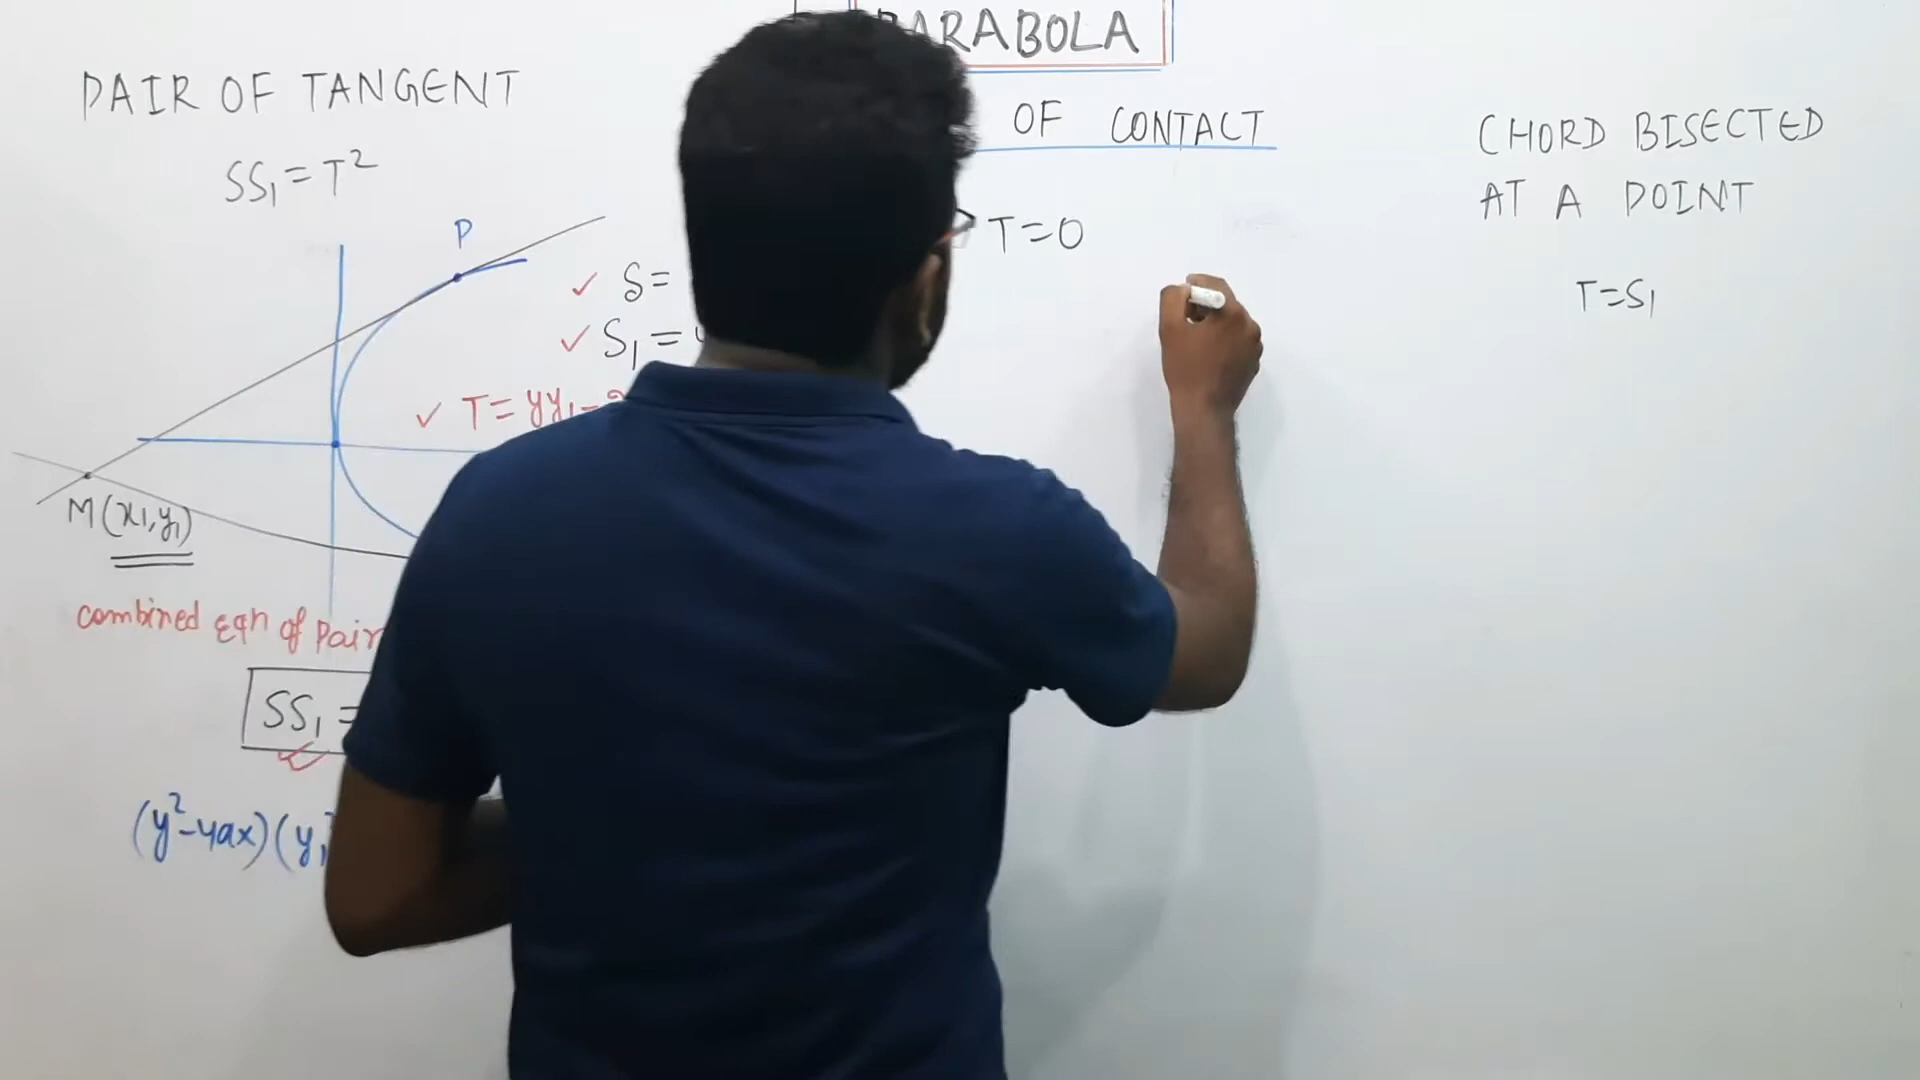 PARABOLA
PAIR OF TANGENT
SS₁ = T²
P
✓ S =
✓ S₁ =
✓ T = yy₁ -
M(x₁,y₁)
combined Eqn of Pair
SS₁ =
(y²-4ax)(y₁
OF CONTACT
T=0
CHORD BISECTED
AT A POINT
T=S₁